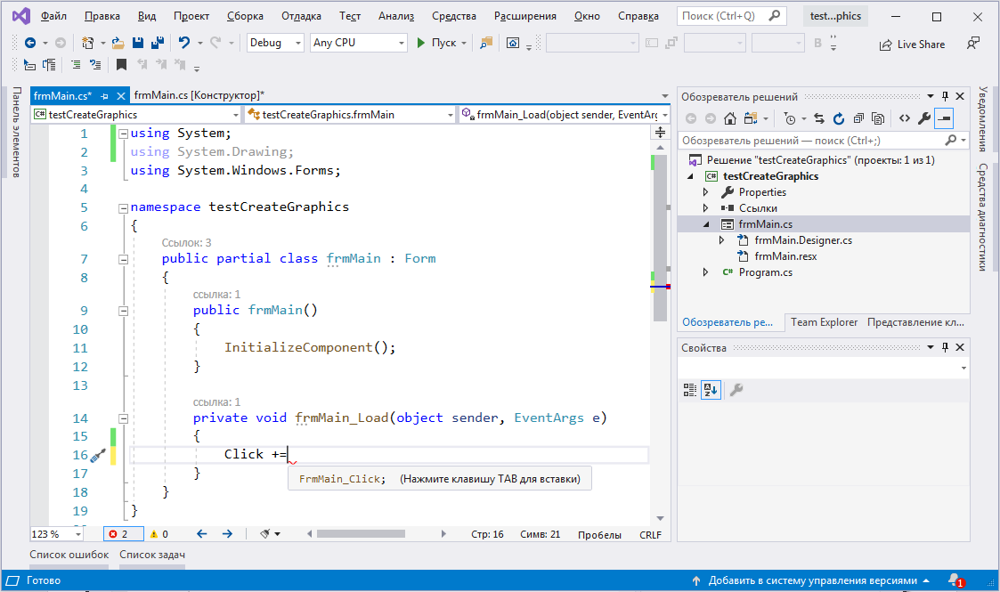 Файл Правка Вид Проект Сборка Отладка Тест Анализ Средства Расширения Окно Справка Поиск (Ctrl+Q) test...phics
Debug Any CPU Пуск Live Share
Панель элементов
frmMain.cs* frmMain.cs [Конструктор]*
testCreateGraphics testCreateGraphics.frmMain frmMain_Load(object sender, EventArg
1 using System;
2 using System.Drawing;
3 using System.Windows.Forms;
4
5 namespace testCreateGraphics
6 {
Ссылок: 3
7 public partial class frmMain : Form
8 {
ссылка: 1
9 public frmMain()
10 {
11 InitializeComponent();
12 }
13
ссылка: 1
14 private void frmMain_Load(object sender, EventArgs e)
15 {
16 Click +=
FrmMain_Click; (Нажмите клавишу TAB для вставки)
17 }
18 }
19 }
123 % 2 0 Стр: 16 Симв: 21 Пробелы CRLF
Список ошибок Список задач
Обозреватель решений
Обозреватель решений — поиск (Ctrl+;)
Решение "testCreateGraphics" (проекты: 1 из 1)
C# testCreateGraphics
Properties
Ссылки
frmMain.cs
frmMain.Designer.cs
frmMain.resx
C# Program.cs
Обозреватель ре... Team Explorer Представление кл...
Свойства
Уведомления
Средства диагностики
Готово Добавить в систему управления версиями 1